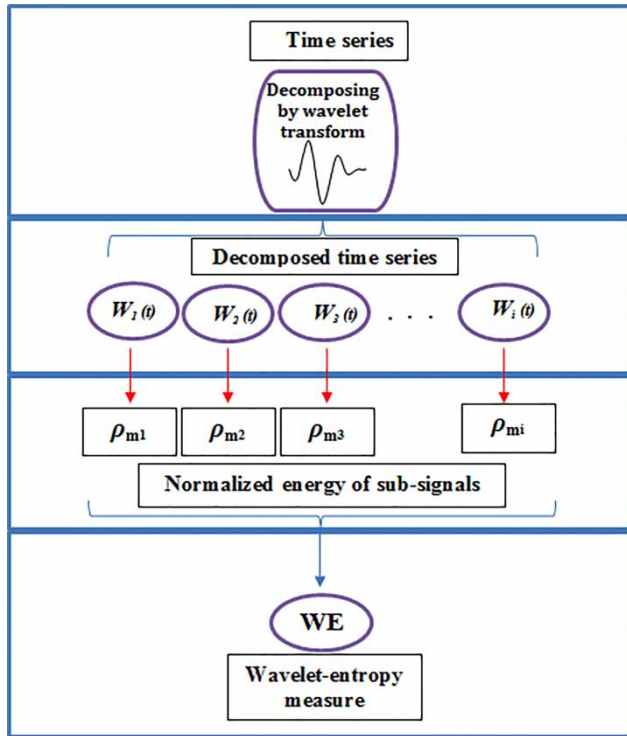 Time series
Decomposing
by wavelet
transform
Decomposed time series
W₁(t) W₂(t) W₃(t) . . . Wᵢ(t)
ρm1 ρm2 ρm3 ρmi
Normalized energy of sub-signals
WE
Wavelet-entropy
measure